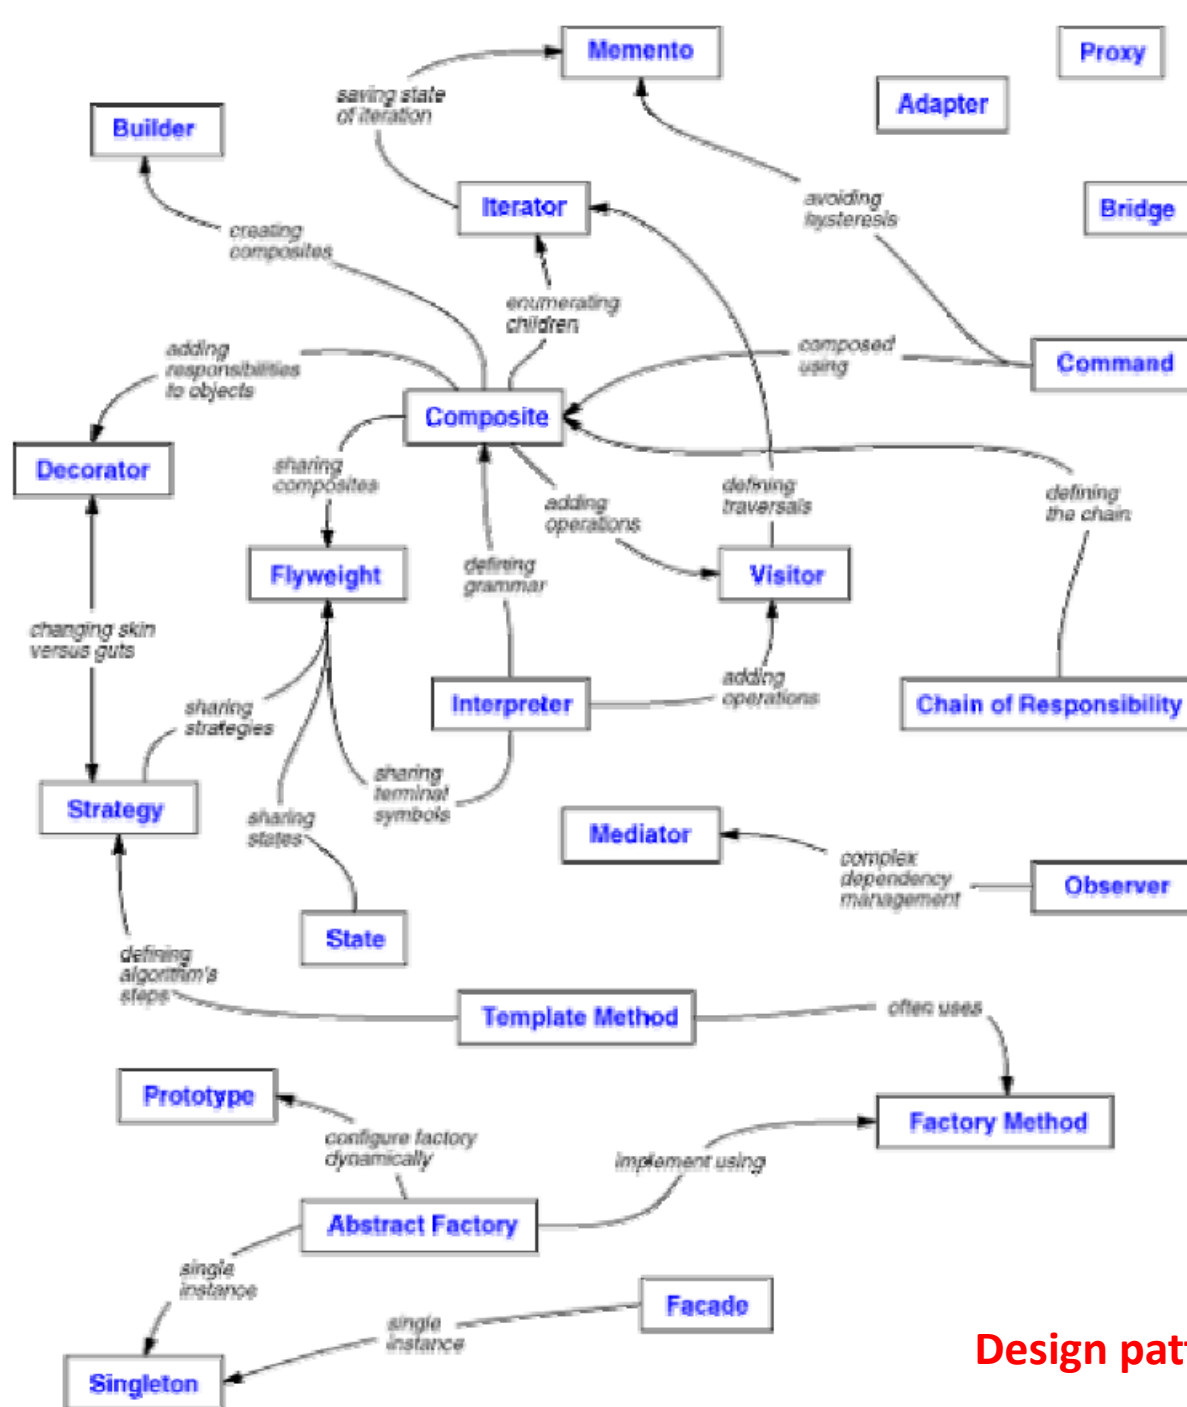 Memento
Proxy
Adapter
saving state
of iteration
Builder
Iterator
avoiding
hysteresis
Bridge
creating
composites
enumerating
children
adding
responsibilities
to objects
composed
using
Command
Composite
Decorator
sharing
composites
adding
operations
defining
traversals
defining
the chain
Flyweight
defining
grammar
Visitor
changing skin
versus guts
sharing
strategies
Interpreter
adding
operations
Chain of Responsibility
Strategy
sharing
states
sharing
terminal
symbols
Mediator
complex
dependency
management
Observer
State
defining
algorithm's
steps
Template Method
often uses
Prototype
configure factory
dynamically
implement using
Factory Method
Abstract Factory
single
instance
Facade
single
instance
Singleton
Design pat